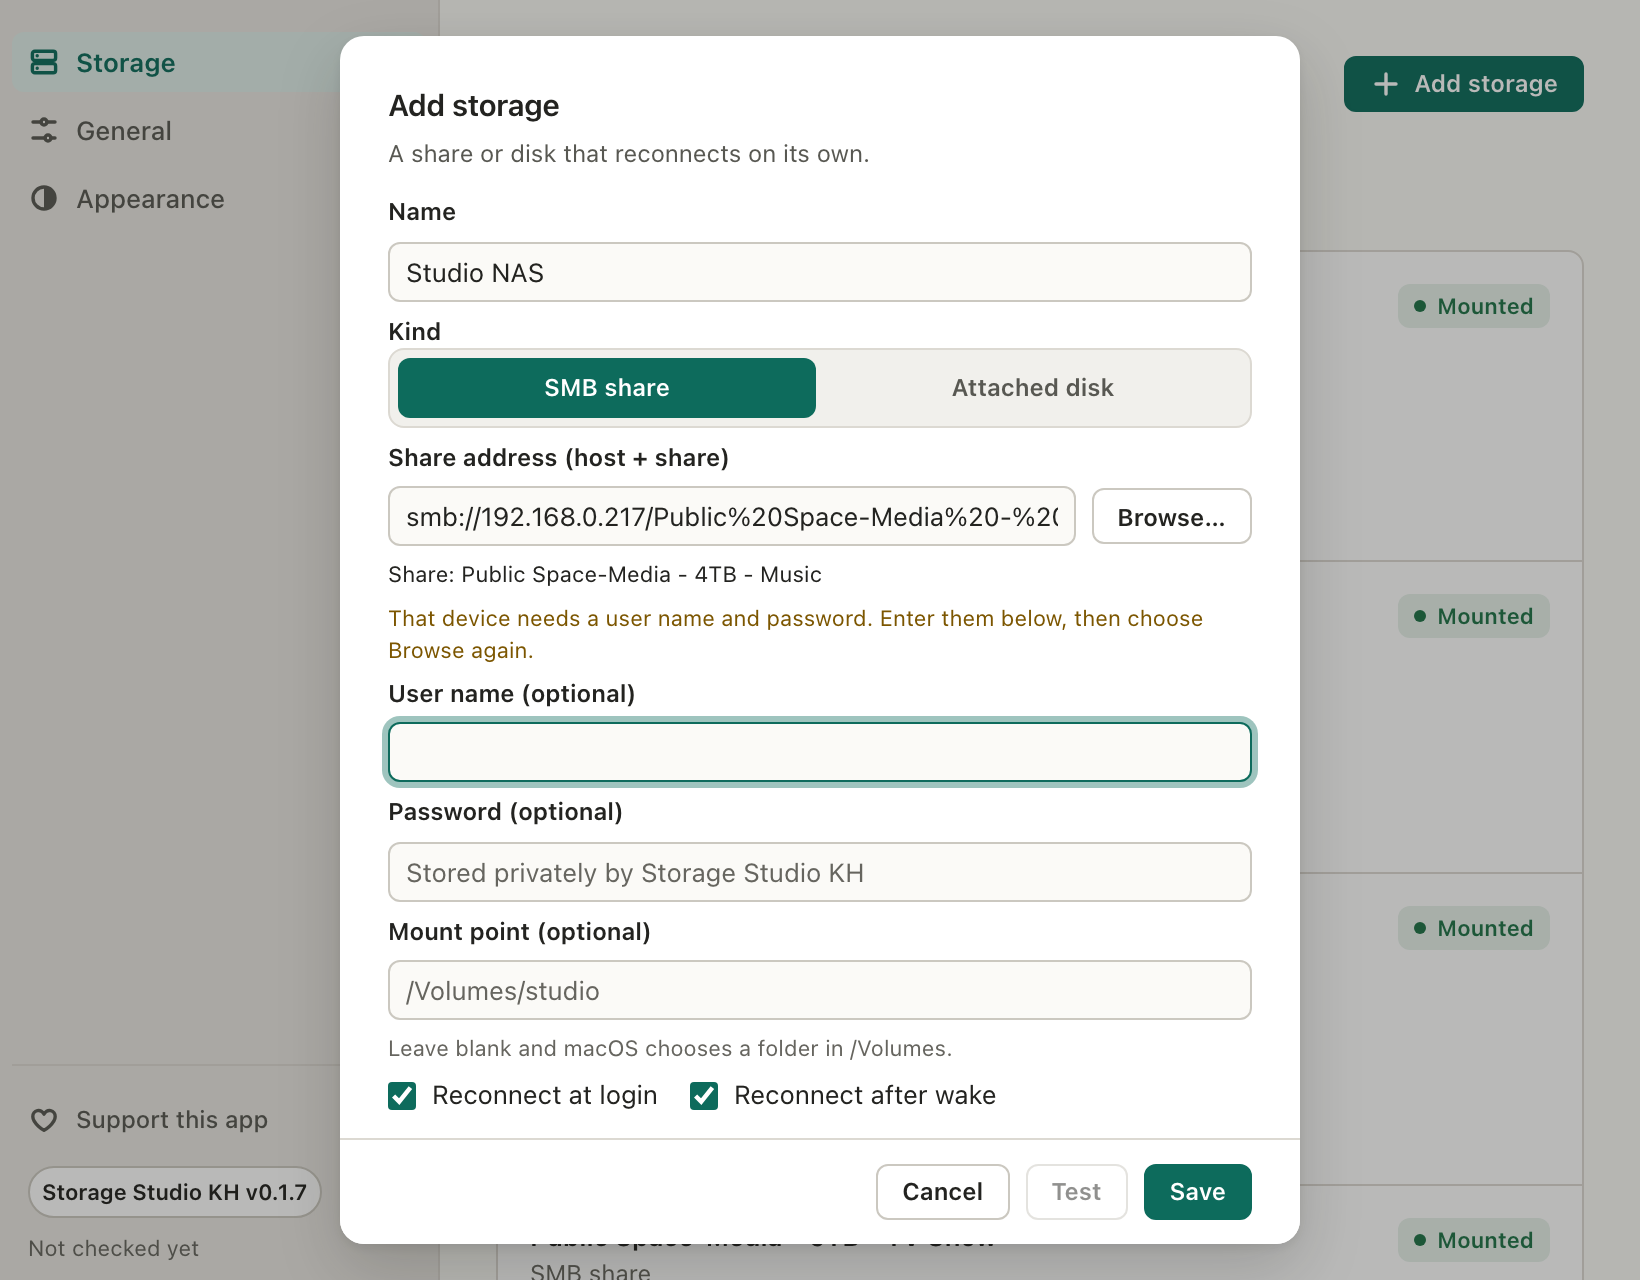 Storage
General
Appearance
Support this app
Storage Studio KH v0.1.7
Not checked yet
Add storage
Mounted
Mounted
Mounted
Mounted
SMB share
Add storage
A share or disk that reconnects on its own.
Name
Studio NAS
Kind
SMB share
Attached disk
Share address (host + share)
smb://192.168.0.217/Public%20Space-Media%20-%20
Browse...
Share: Public Space-Media - 4TB - Music
That device needs a user name and password. Enter them below, then choose
Browse again.
User name (optional)
Password (optional)
Stored privately by Storage Studio KH
Mount point (optional)
/Volumes/studio
Leave blank and macOS chooses a folder in /Volumes.
Reconnect at login
Reconnect after wake
Cancel
Test
Save